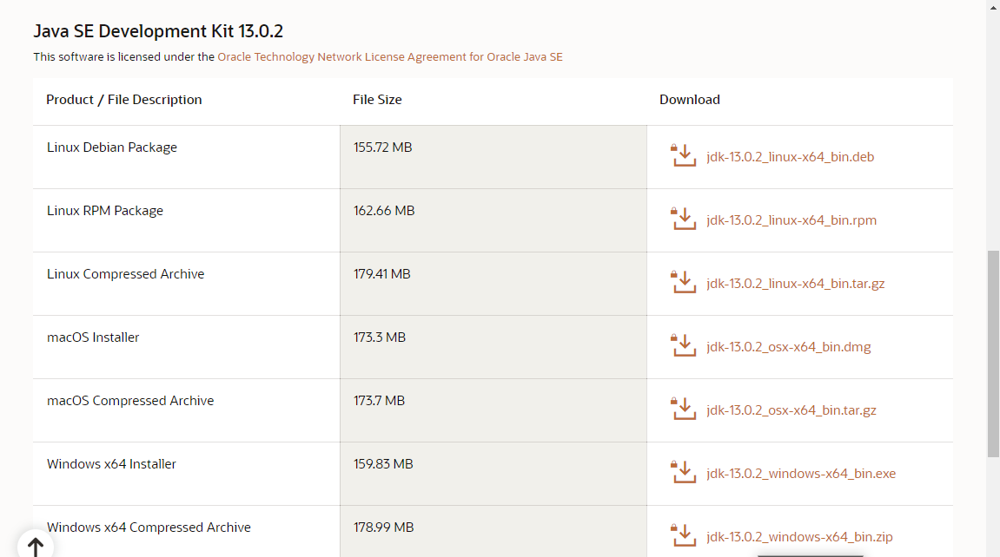 Java SE Development Kit 13.0.2
This software is licensed under the Oracle Technology Network License Agreement for Oracle Java SE
Product / File Description File Size Download
Linux Debian Package 155.72 MB jdk-13.0.2_linux-x64_bin.deb
Linux RPM Package 162.66 MB jdk-13.0.2_linux-x64_bin.rpm
Linux Compressed Archive 179.41 MB jdk-13.0.2_linux-x64_bin.tar.gz
macOS Installer 173.3 MB jdk-13.0.2_osx-x64_bin.dmg
macOS Compressed Archive 173.7 MB jdk-13.0.2_osx-x64_bin.tar.gz
Windows x64 Installer 159.83 MB jdk-13.0.2_windows-x64_bin.exe
Windows x64 Compressed Archive 178.99 MB jdk-13.0.2_windows-x64_bin.zip